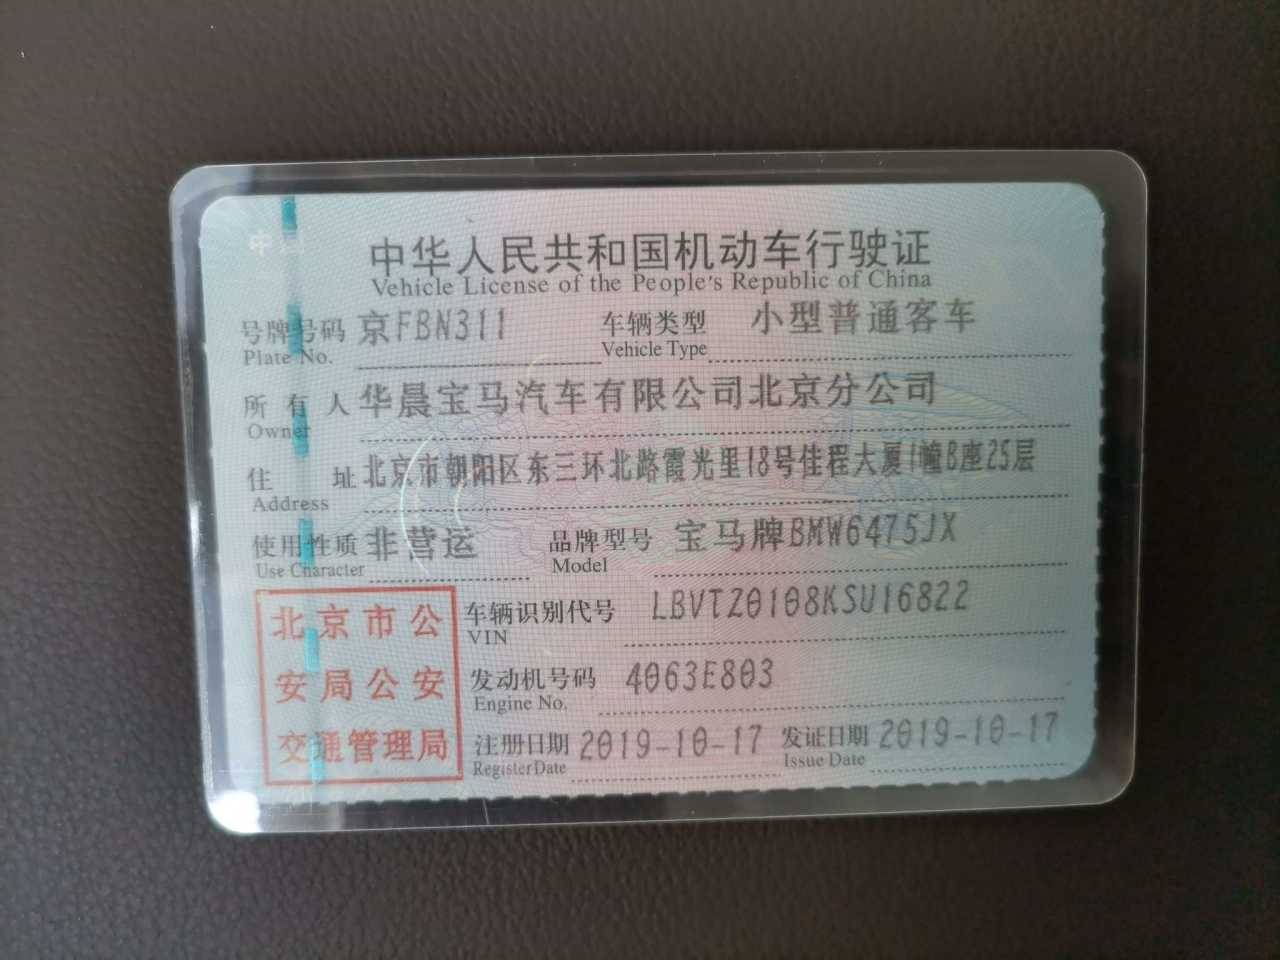 中华人民共和国机动车行驶证
Vehicle License of the People's Republic of China
号牌号码 京FBN311 车辆类型 小型普通客车
Plate No. Vehicle Type
所有人 华晨宝马汽车有限公司北京分公司
Owner
住址 北京市朝阳区东三环北路霞光里18号佳程大厦1幢B座25层
Address
使用性质 非营运 品牌型号 宝马牌BMW6475JX
Use Character Model
北京市公
安局公安
交通管理局
车辆识别代号 LBVTZ0108KSU16822
VIN
发动机号码 4063E803
Engine No.
注册日期 2019-10-17 发证日期 2019-10-17
Register Date Issue Date